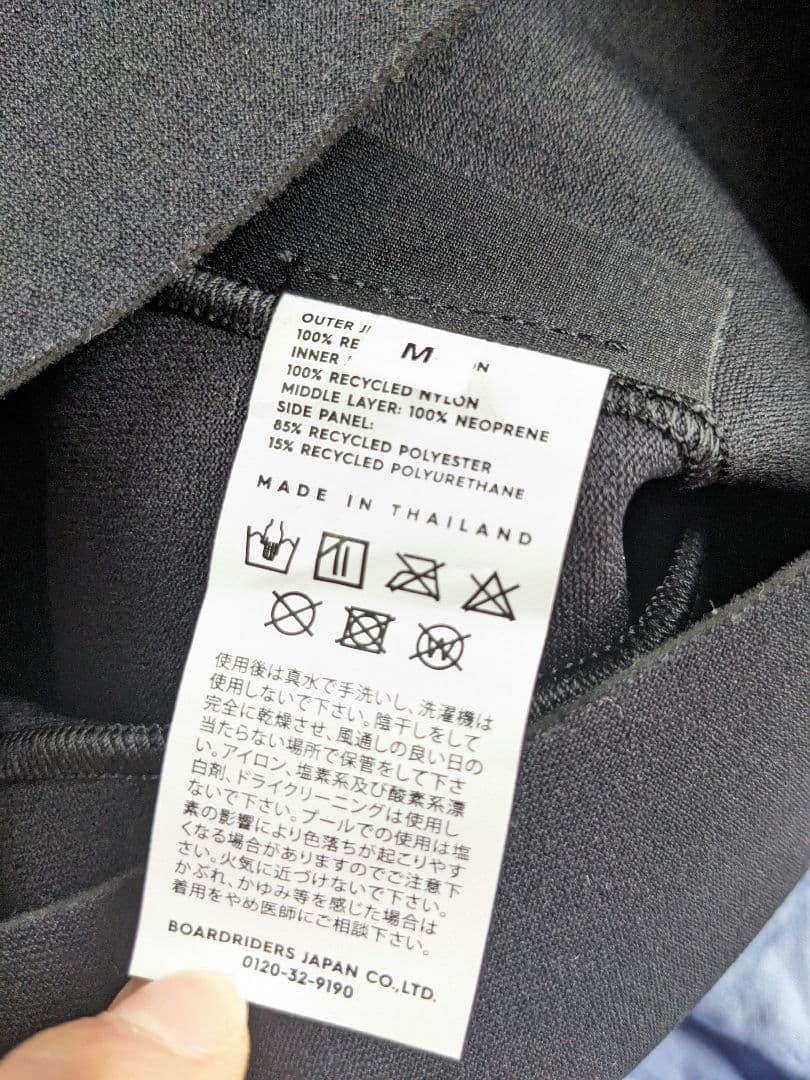 OUTER
100% RE
M
INNER
100% RECYCLED NYLON
MIDDLE LAYER: 100% NEOPRENE
SIDE PANEL:
85% RECYCLED POLYESTER
15% RECYCLED POLYURETHANE
MADE IN THAILAND
W
使用後は真水で手洗いし、洗濯機は
使用しないで下さい。陰干しをして
完全に乾燥させ、風通しの良い日の
当たらない場所で保管をして下さ
い。アイロン、塩素系及び酸素系漂
白剤、ドライクリーニングは使用し
ないで下さい。プールでの使用は塩
素の影響により色落ちが起こりやす
くなる場合がありますのでご注意下
さい。火気に近づけないで下さい。
かぶれ、かゆみ等を感じた場合は
着用をやめ医師にご相談下さい。
BOARDRIDERS JAPAN CO.,LTD.
0120-32-9190